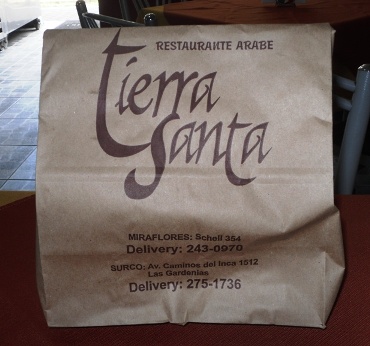 RESTAURANTE ARABE
Tierra
Santa
MIRAFLORES: Schell 354
Delivery: 243-0970
SURCO: Av. Caminos del Inca 1512
Las Gardenias
Delivery: 275-1736